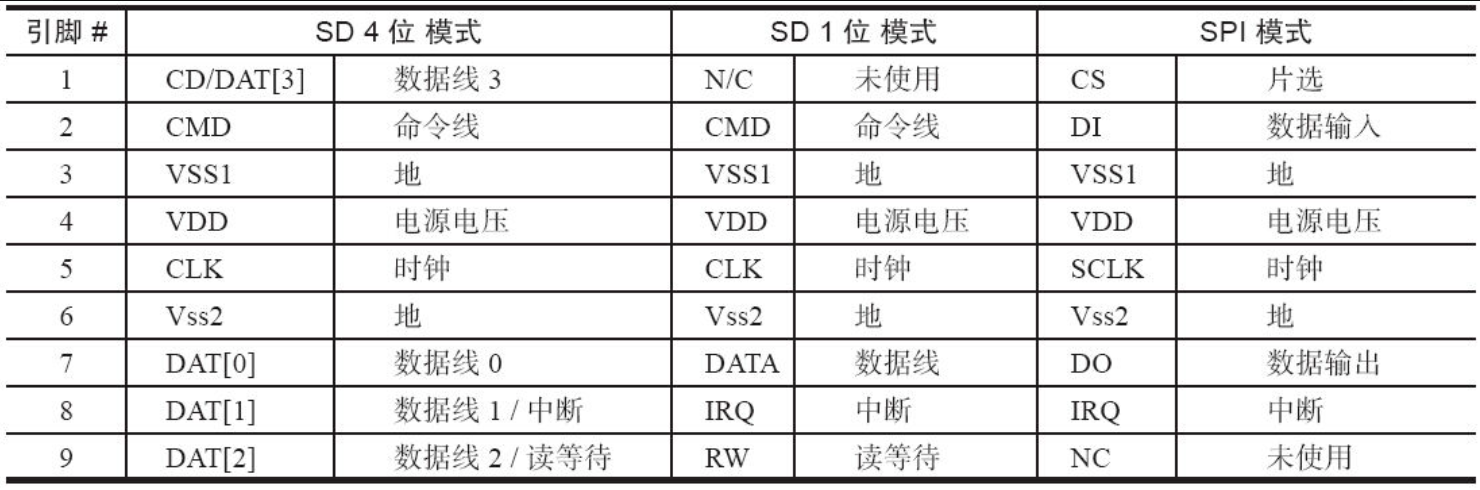 引脚 # SD 4 位 模式 SD 1 位 模式 SPI 模式
1 CD/DAT[3] 数据线 3 N/C 未使用 CS 片选
2 CMD 命令线 CMD 命令线 DI 数据输入
3 VSS1 地 VSS1 地 VSS1 地
4 VDD 电源电压 VDD 电源电压 VDD 电源电压
5 CLK 时钟 CLK 时钟 SCLK 时钟
6 Vss2 地 Vss2 地 Vss2 地
7 DAT[0] 数据线 0 DATA 数据线 DO 数据输出
8 DAT[1] 数据线 1 / 中断 IRQ 中断 IRQ 中断
9 DAT[2] 数据线 2 / 读等待 RW 读等待 NC 未使用